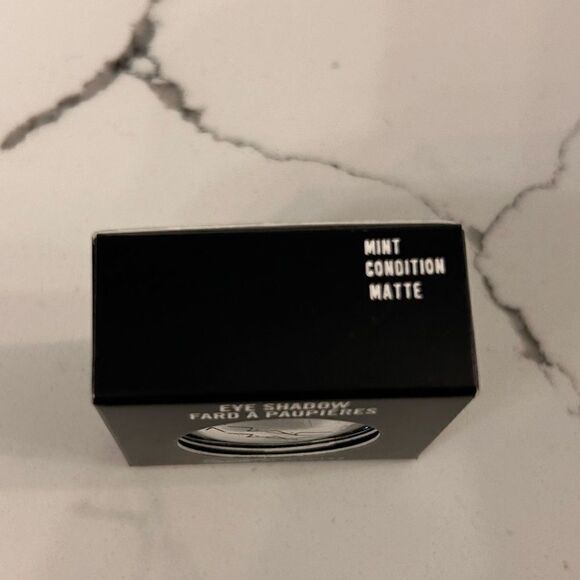 MINT
CONDITION
MATTE
EYE SHADOW
FARD À PAUPIÈRES